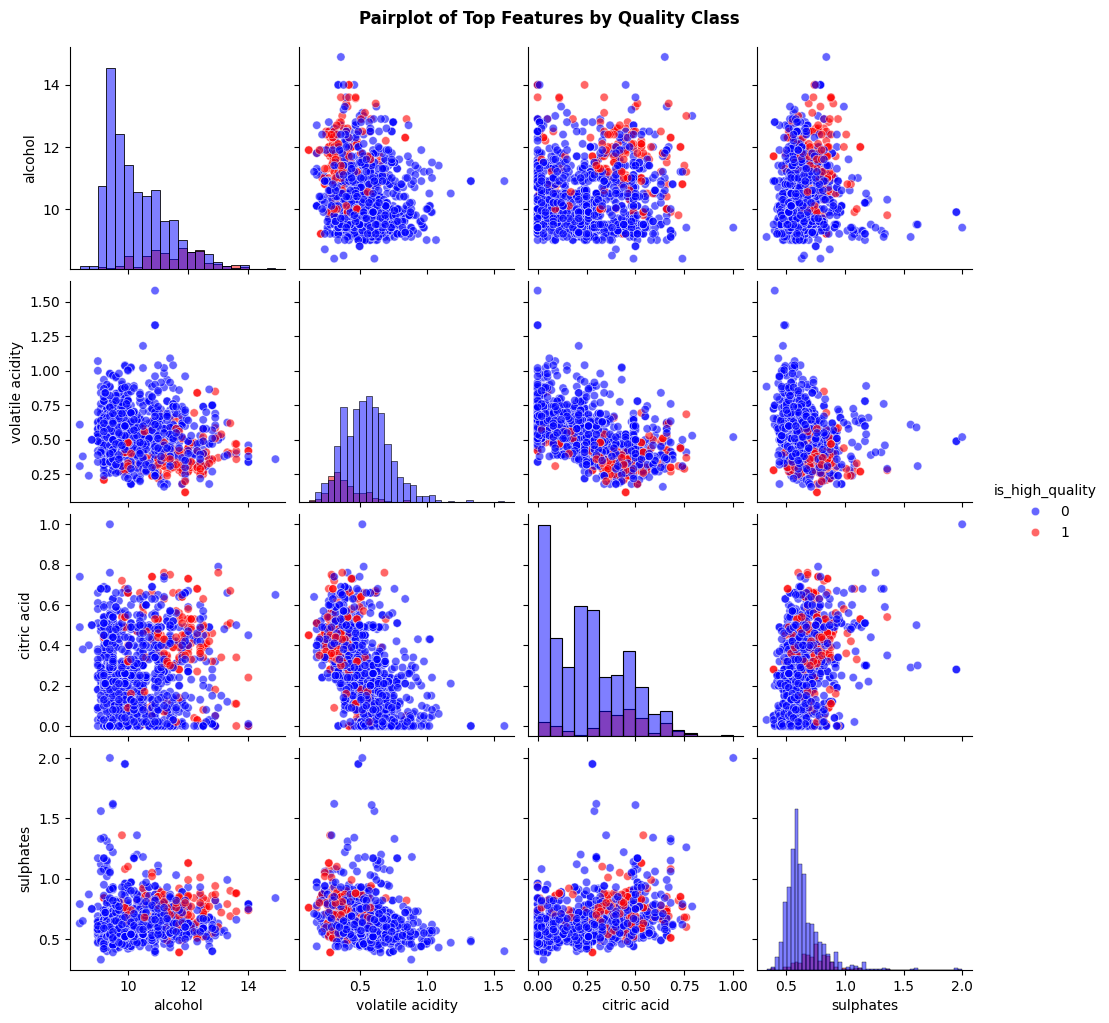 Pairplot of Top Features by Quality Class
alcohol
14
12
10
volatile acidity
1.50
1.25
1.00
0.75
0.50
0.25
is_high_quality
0
1
citric acid
1.0
0.8
0.6
0.4
0.2
0.0
sulphates
2.0
1.5
1.0
0.5
10 12 14
0.5 1.0 1.5
0.00 0.25 0.50 0.75 1.00
0.5 1.0 1.5 2.0
alcohol
volatile acidity
citric acid
sulphates